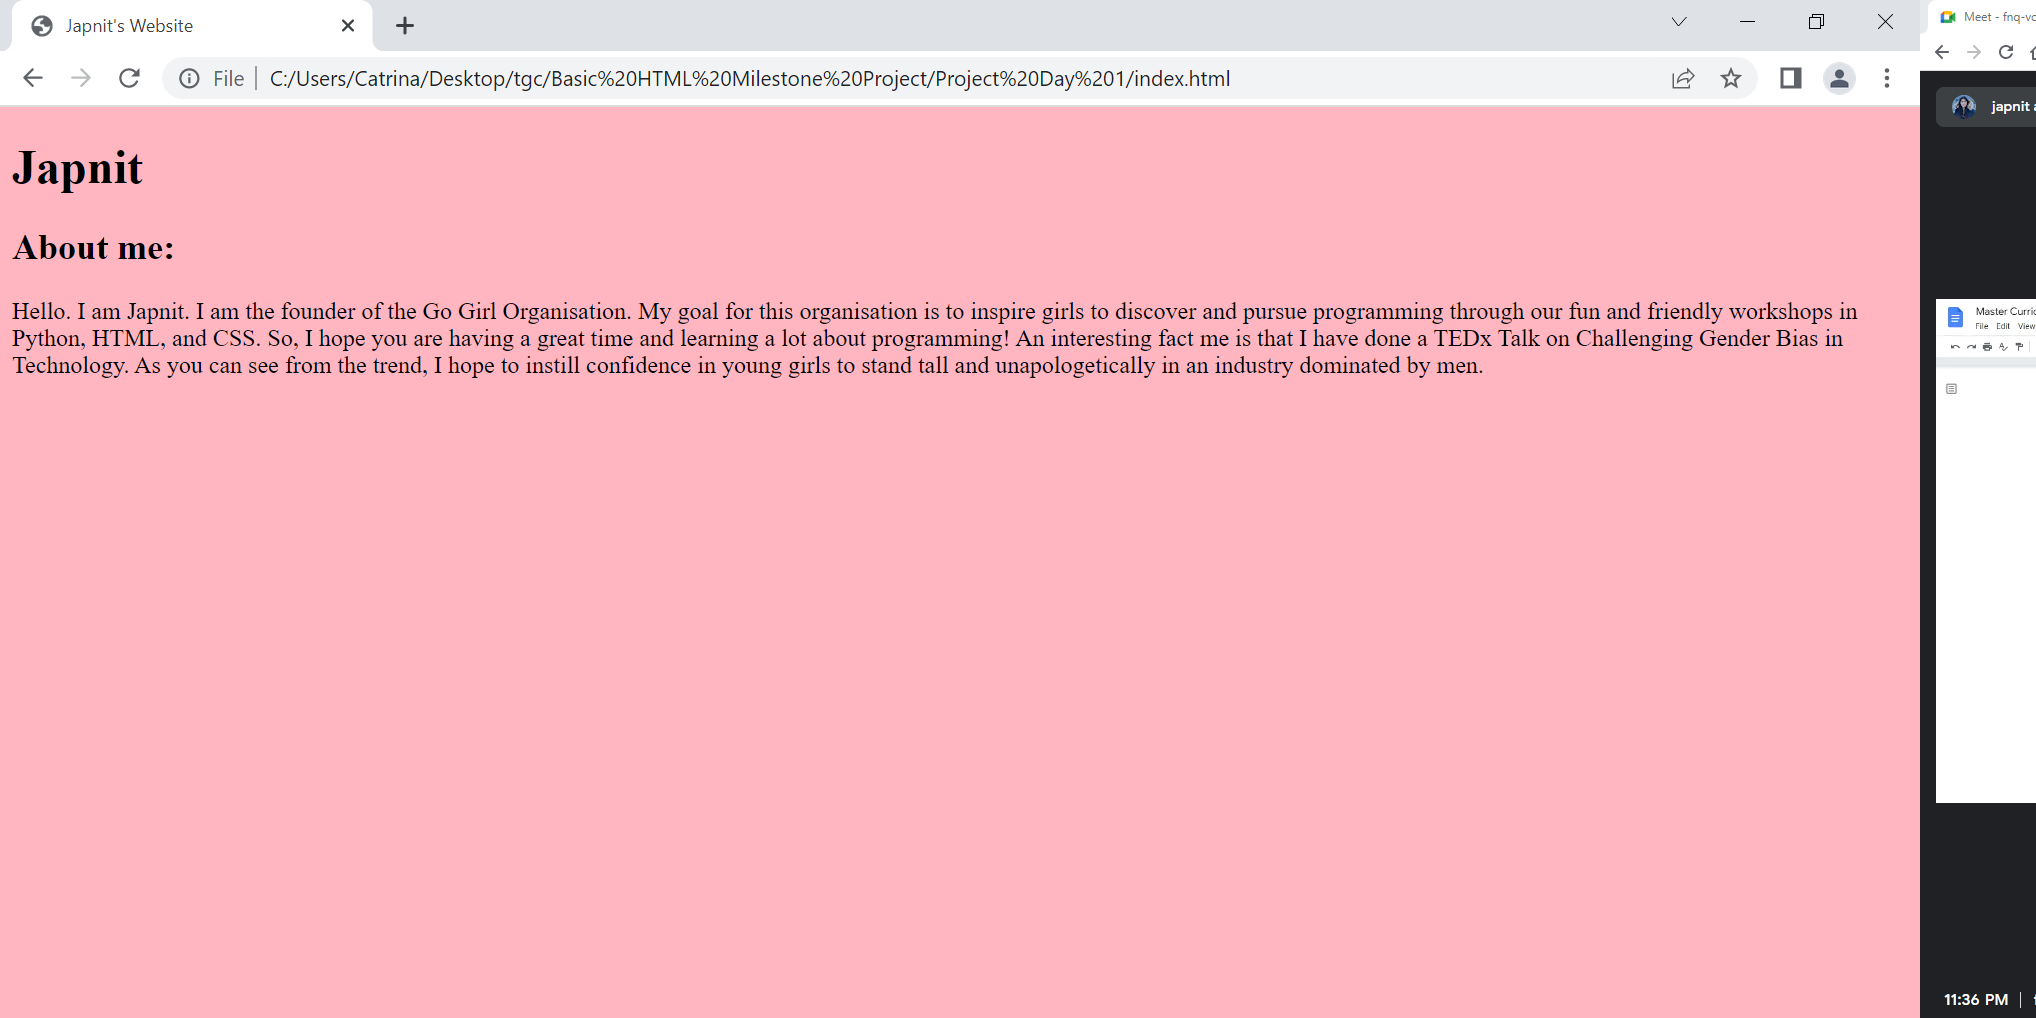 Japnit's Website
File C:/Users/Catrina/Desktop/tgc/Basic%20HTML%20Milestone%20Project/Project%20Day%201/index.html
Japnit
About me:
Hello. I am Japnit. I am the founder of the Go Girl Organisation. My goal for this organisation is to inspire girls to discover and pursue programming through our fun and friendly workshops in
Python, HTML, and CSS. So, I hope you are having a great time and learning a lot about programming! An interesting fact me is that I have done a TEDx Talk on Challenging Gender Bias in
Technology. As you can see from the trend, I hope to instill confidence in young girls to stand tall and unapologetically in an industry dominated by men.
Meet - fnq-vc
japnit
Master
File Edit View
11:36 PM